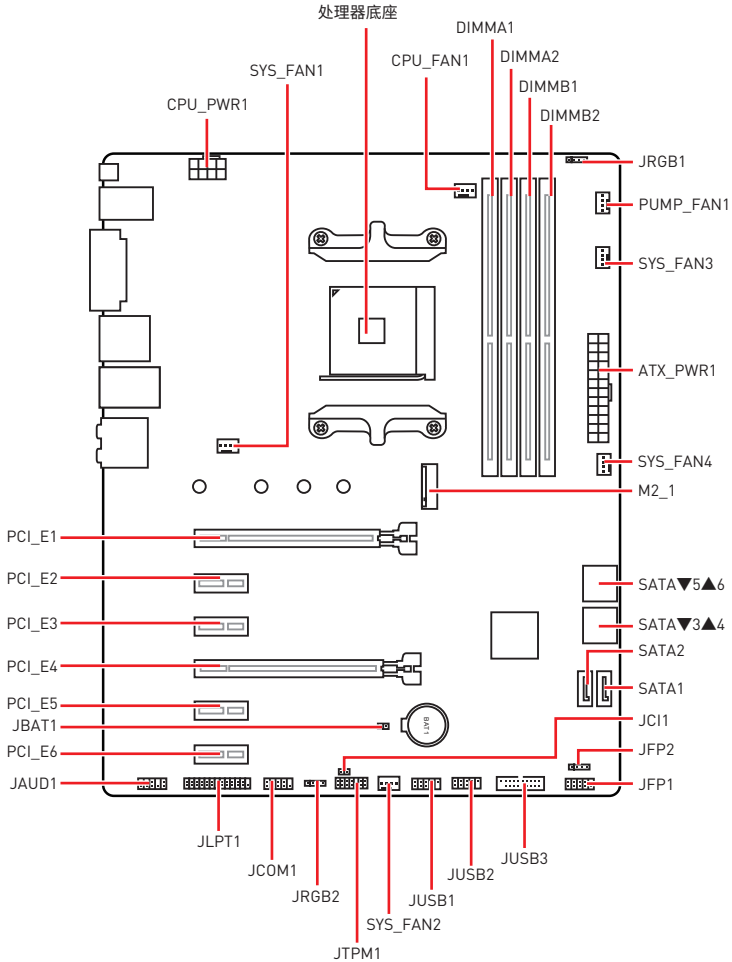 处理器底座
DIMMA1
CPU_FAN1
DIMMA2
SYS_FAN1
DIMMB1
CPU_PWR1
DIMMB2
JRGB1
PUMP_FAN1
SYS_FAN3
ATX_PWR1
SYS_FAN4
M2_1
PCI_E1
PCI_E2
SATA▼5▲6
PCI_E3
SATA▼3▲4
SATA2
PCI_E4
SATA1
PCI_E5
JCI1
JBAT1
BAT1
PCI_E6
JFP2
JAUD1
JFP1
JLPT1
JCOM1
JRGB2
JTPM1
SYS_FAN2
JUSB1
JUSB2
JUSB3